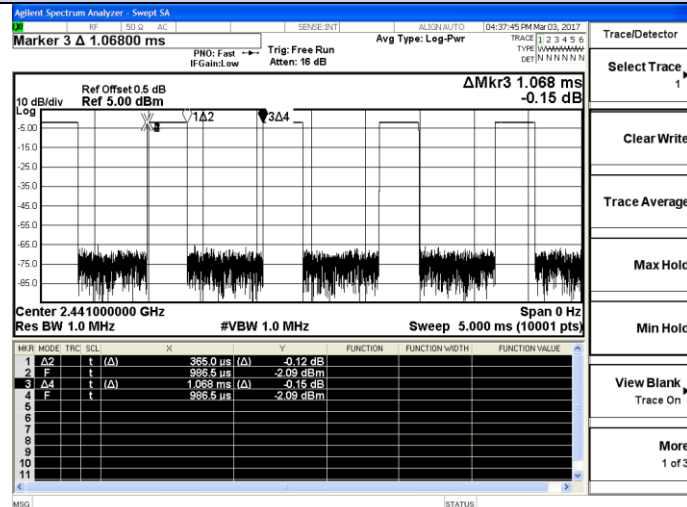 Agilent Spectrum Analyzer - Swept SA
LXI RF 50 Ω AC SENSE:INT ALIGN AUTO 04:37:45 PM Mar 03, 2017
Marker 3 Δ 1.06800 ms
PNO: Fast
IFGain:Low
Trig: Free Run
Atten: 16 dB
Avg Type: Log-Pwr
TRACE 1 2 3 4 5 6
TYPE WWWWWW
DET N N N N N N
Ref Offset 0.5 dB
Ref 5.00 dBm
10 dB/div
Log
ΔMkr3 1.068 ms
-0.15 dB
1Δ2
3Δ4
-5.00
-15.0
-25.0
-35.0
-45.0
-55.0
-65.0
-75.0
-85.0
Center 2.441000000 GHz Span 0 Hz
Res BW 1.0 MHz #VBW 1.0 MHz Sweep 5.000 ms (10001 pts)
MKR MODE TRC SCL X Y FUNCTION FUNCTION WIDTH FUNCTION VALUE
1 Δ2 t (Δ) 365.0 µs (Δ) -0.12 dB
2 F t 986.5 µs -2.09 dBm
3 Δ4 t (Δ) 1.068 ms (Δ) -0.15 dB
4 F t 986.5 µs -2.09 dBm
5
6
7
8
9
10
11
MSG STATUS
Trace/Detector
Select Trace
1
Clear Write
Trace Average
Max Hold
Min Hold
View Blank
Trace On
More
1 of 3